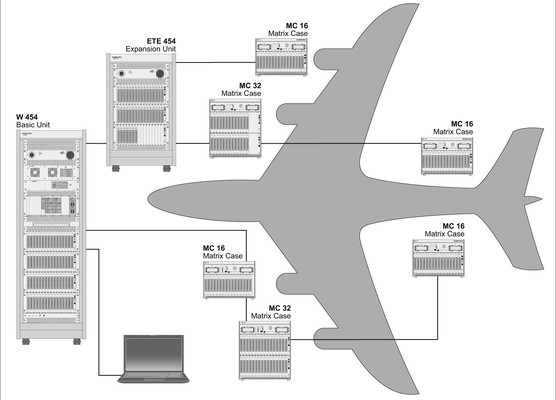 MC 16
Matrix Case
ETE 454
Expansion Unit
MC 32
Matrix Case
W 454
Basic Unit
MC 16
Matrix Case
MC 16
Matrix Case
MC 16
Matrix Case
MC 32
Matrix Case